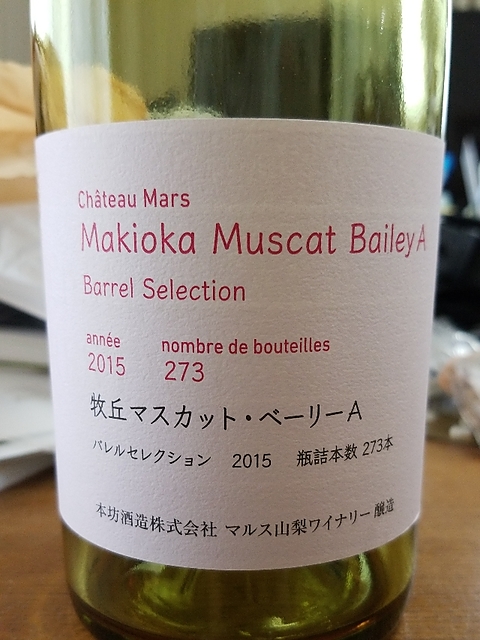 Château Mars
Makioka Muscat Bailey A
Barrel Selection
année nombre de bouteilles
2015 273
牧丘マスカット・ベーリーA
バレルセレクション 2015 瓶詰本数 273本
本坊酒造株式会社 マルス山梨ワイナリー 醸造